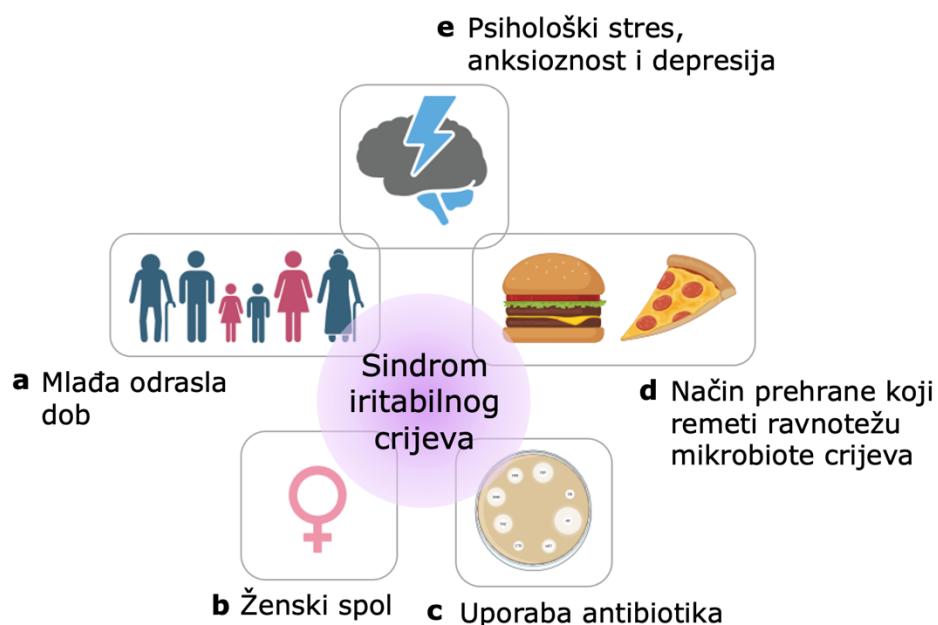 e Psihološki stres,
anksioznost i depresija
Sindrom
iritabilnog
crijeva
a Mlađa odrasla
dob
d Način prehrane koji
remeti ravnotežu
mikrobiote crijeva
b Ženski spol
c Uporaba antibiotika